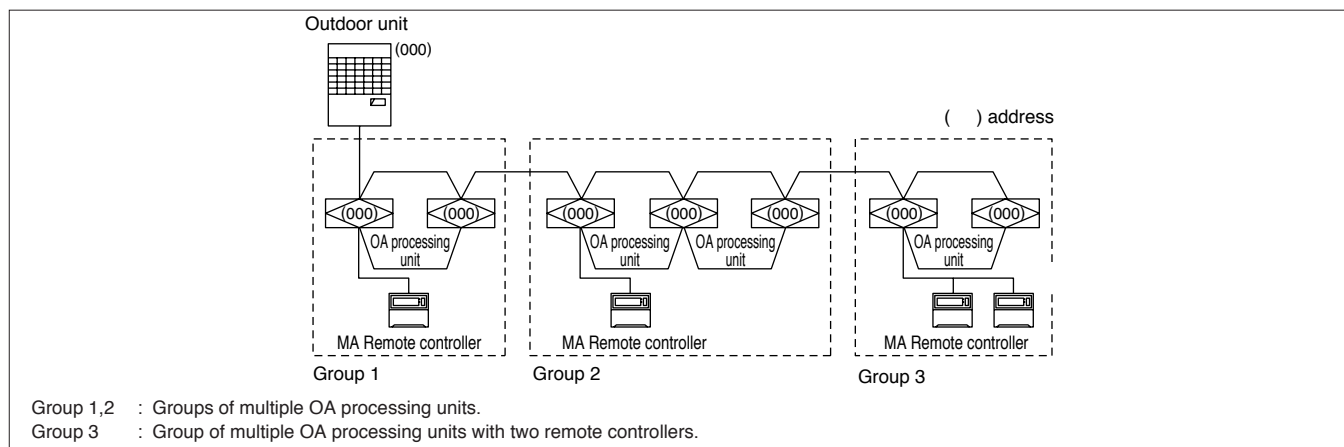 Outdoor unit
(000)
( ) address
(000) (000) (000) (000) (000) (000) (000)
OA processing unit
OA processing unit
OA processing unit
OA processing unit
MA Remote controller
MA Remote controller
MA Remote controller
Group 1
Group 2
Group 3
Group 1,2 : Groups of multiple OA processing units.
Group 3 : Group of multiple OA processing units with two remote controllers.